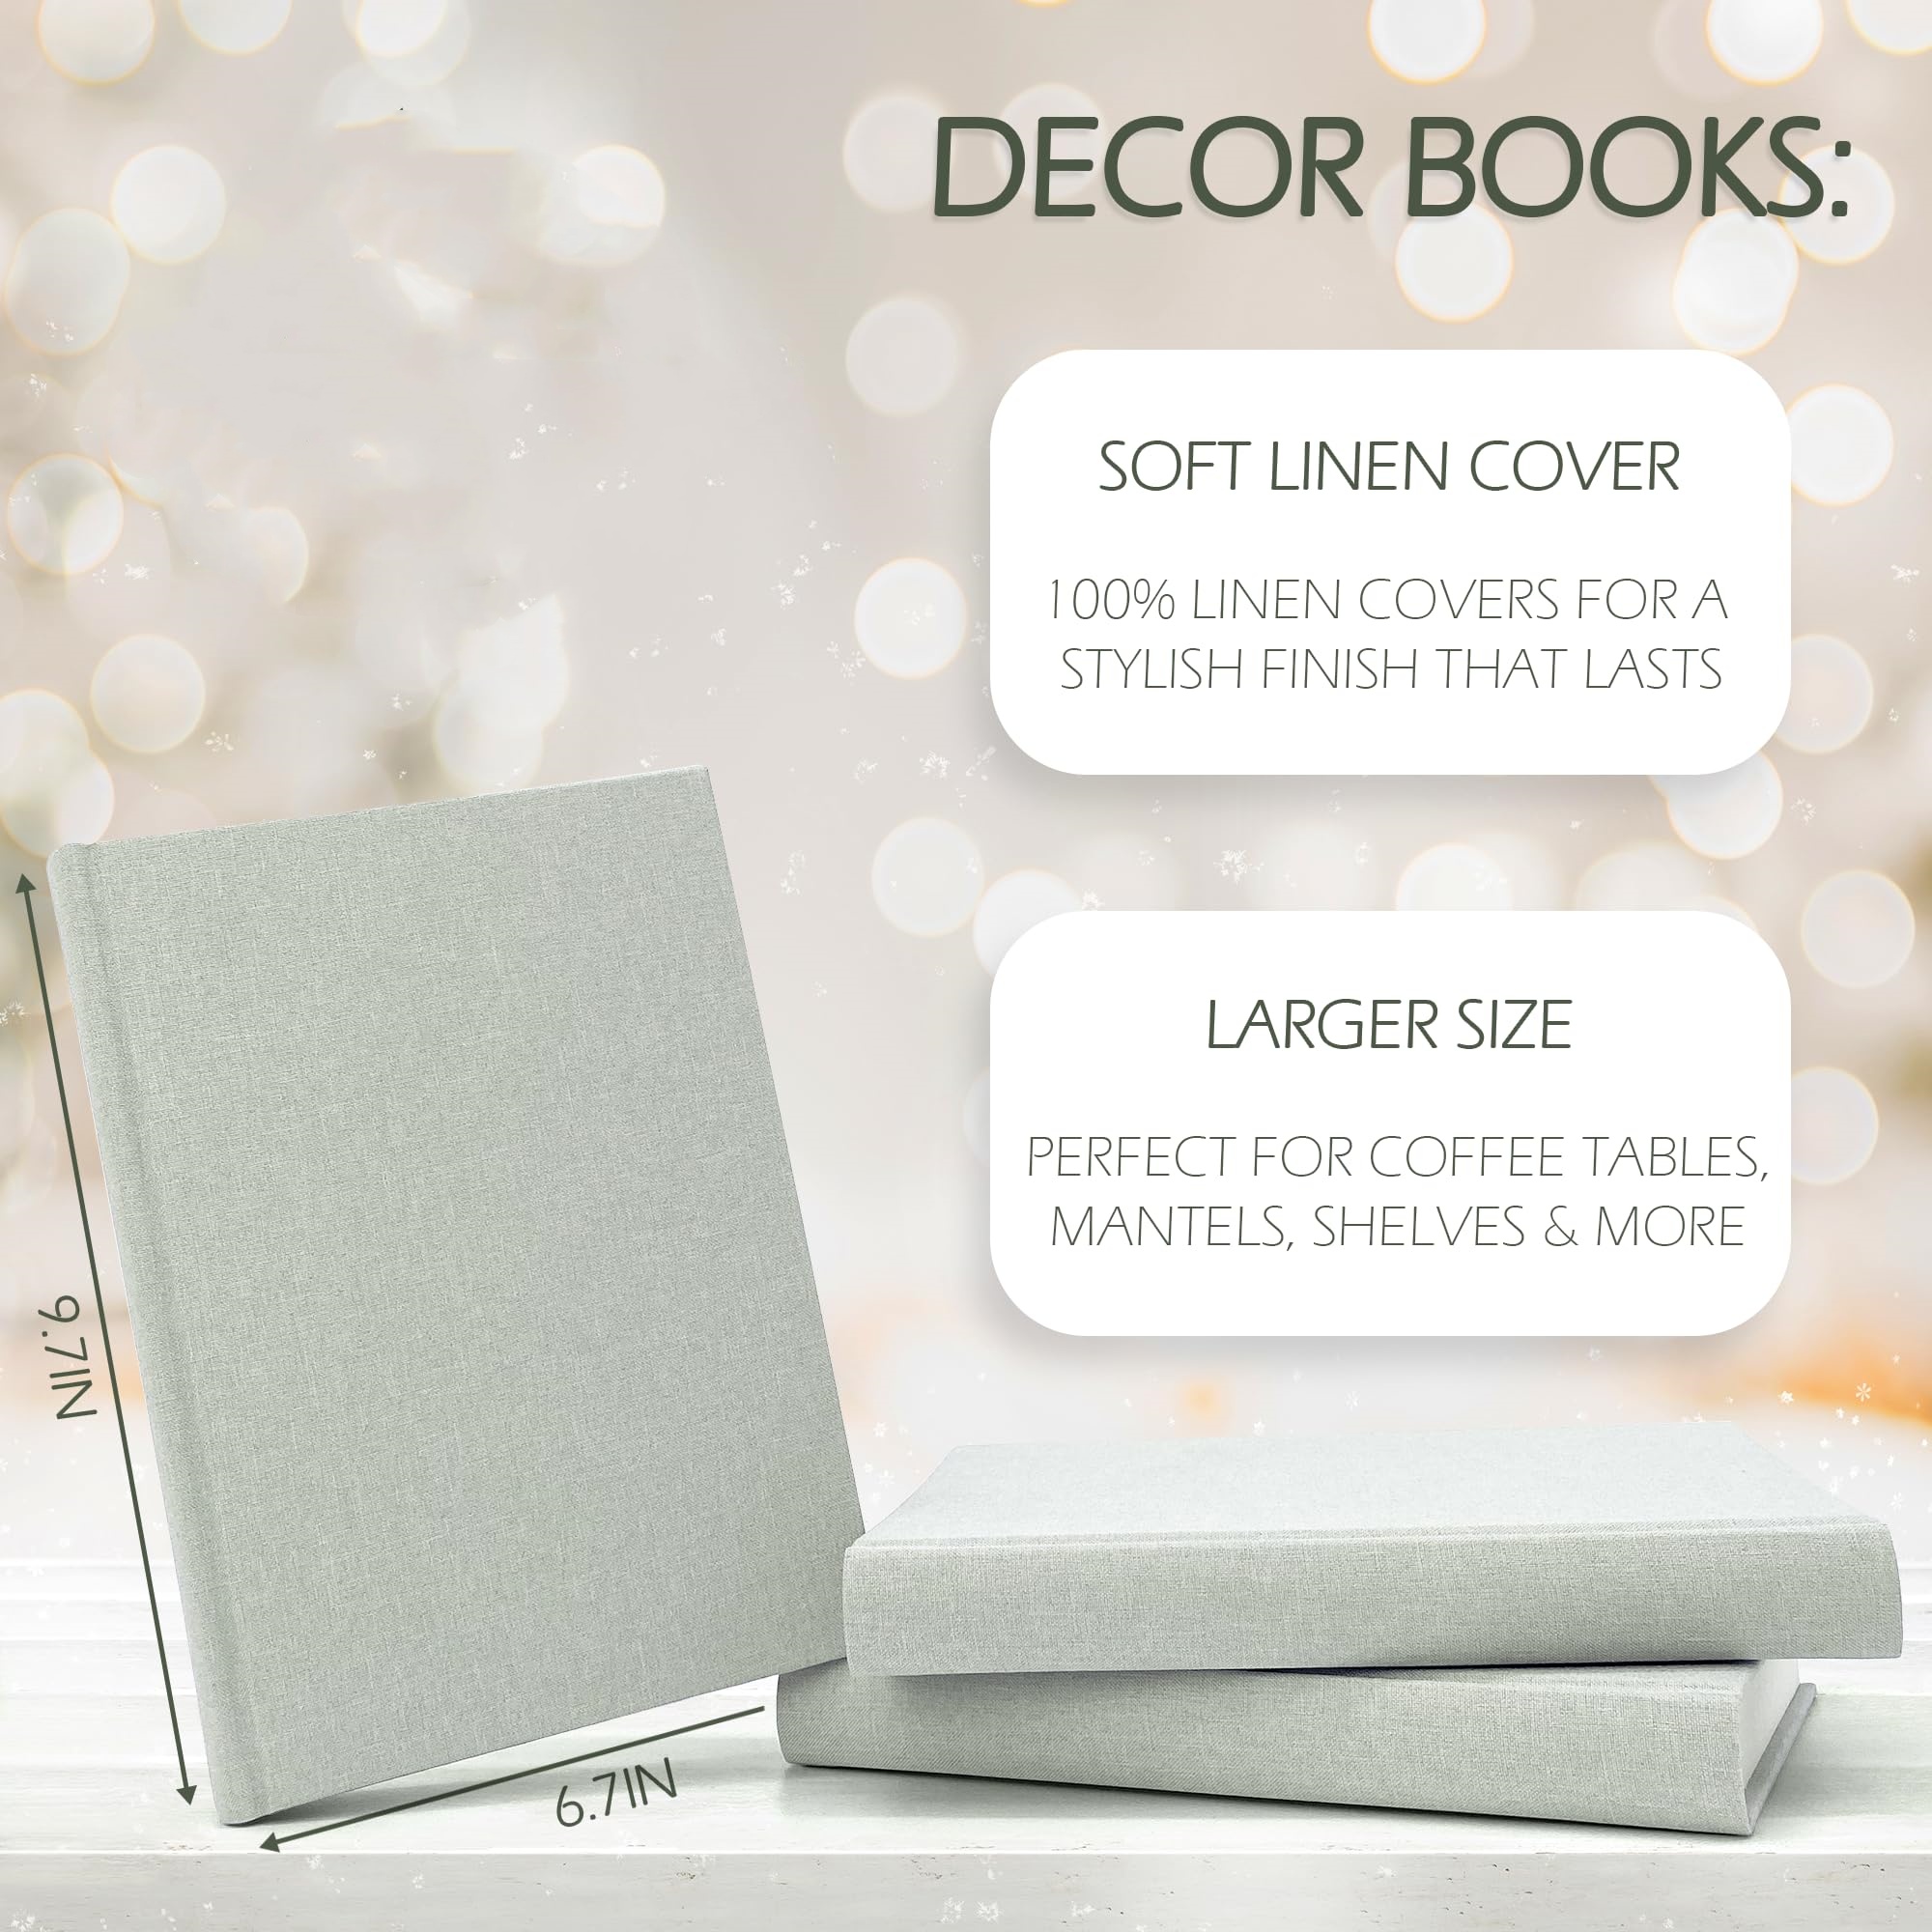 DECOR BOOKS:
SOFT LINEN COVER
100% LINEN COVERS FOR A
STYLISH FINISH THAT LASTS
LARGER SIZE
PERFECT FOR COFFEE TABLES,
MANTELS, SHELVES & MORE
9.7IN
6.7IN